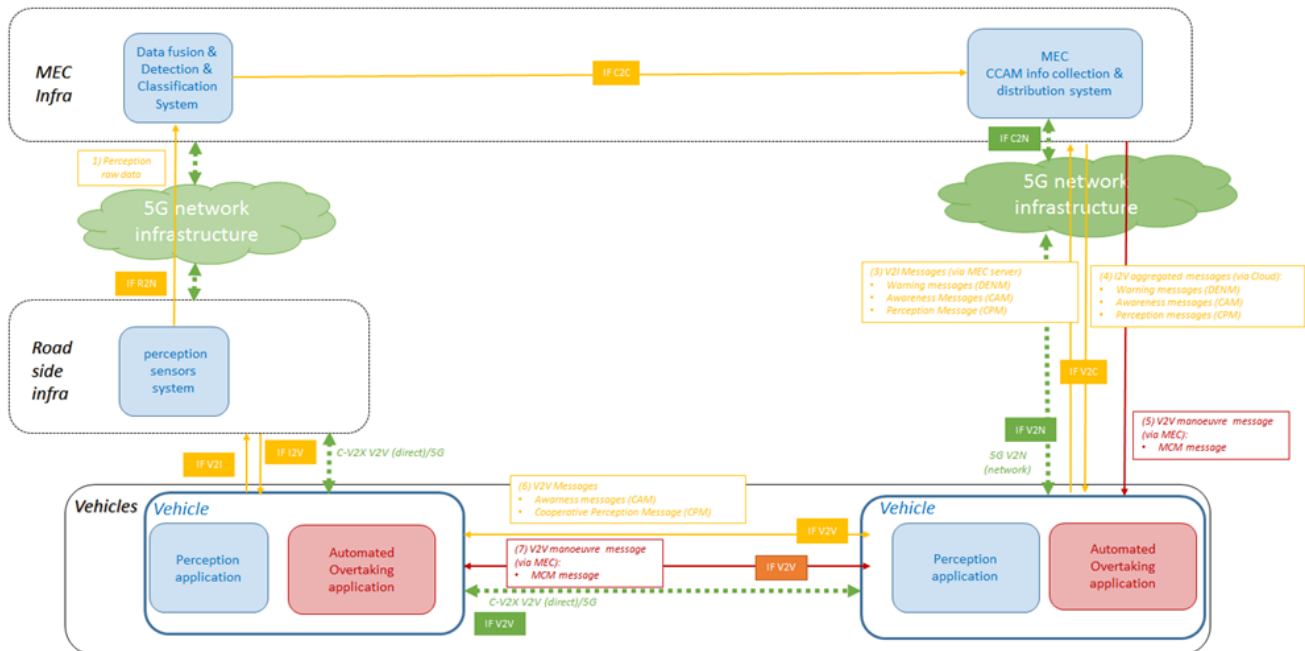 MEC
Infra
Data fusion &
Detection &
Classification
System
IF C2C
MEC
CCAM info collection &
distribution system
IF C2N
1) Perception
raw data
5G network
infrastructure
5G network
infrastructure
IF R2N
(3) V2I Messages (via MEC server)
• Warning messages (DENM)
• Awareness Messages (CAM)
• Perception Message (CPM)
(4) I2V aggregated messages (via Cloud):
• Warning messages (DENM)
• Awareness messages (CAM)
• Perception messages (CPM)
Road
side
infra
perception
sensors
system
IF V2C
IF V2N
5G V2N
(network)
(5) V2V manoeuvre message
(via MEC):
• MCM message
IF V2I
IF I2V
C-V2X V2V (direct)/5G
Vehicles
Vehicle
Perception
application
Automated
Overtaking
application
(6) V2V Messages
• Awarness messages (CAM)
• Cooperative Perception Message (CPM)
IF V2V
(7) V2V manoeuvre message
(via MEC):
• MCM message
IF V2V
C-V2X V2V (direct)/5G
IF V2V
Vehicle
Perception
application
Automated
Overtaking
application